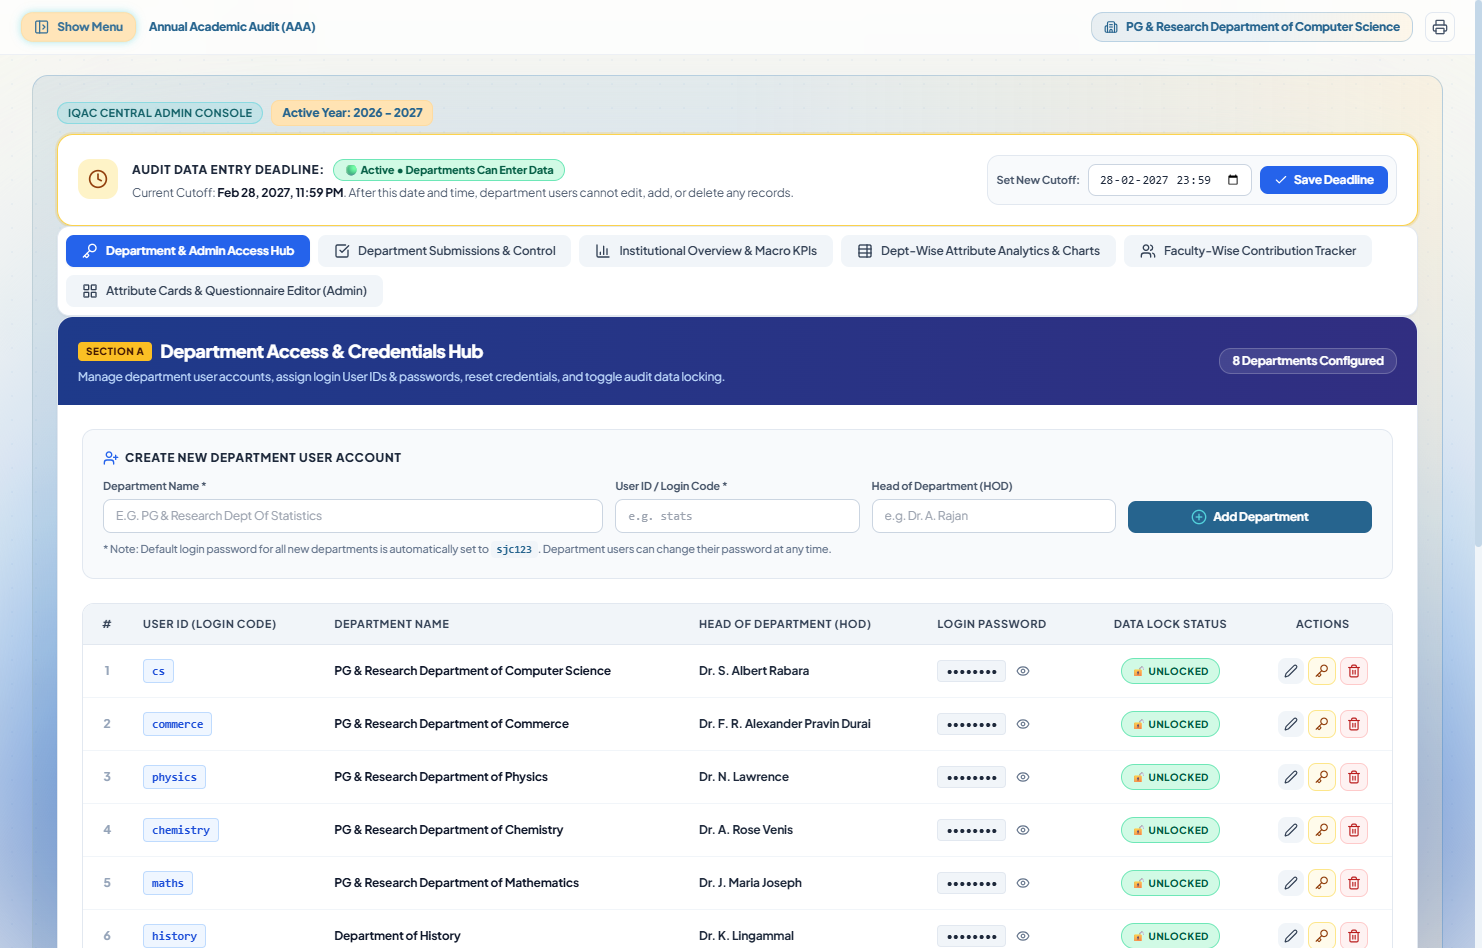 Show Menu
Annual Academic Audit (AAA)
PG & Research Department of Computer Science
IQAC CENTRAL ADMIN CONSOLE
Active Year: 2026 - 2027
AUDIT DATA ENTRY DEADLINE:
Active ● Departments Can Enter Data
Current Cutoff: Feb 28, 2027, 11:59 PM. After this date and time, department users cannot edit, add, or delete any records.
Set New Cutoff:
28-02-2027 23:59
Save Deadline
Department & Admin Access Hub
Department Submissions & Control
Institutional Overview & Macro KPIs
Dept-Wise Attribute Analytics & Charts
Faculty-Wise Contribution Tracker
Attribute Cards & Questionnaire Editor (Admin)
SECTION A
Department Access & Credentials Hub
Manage department user accounts, assign login User IDs & passwords, reset credentials, and toggle audit data locking.
8 Departments Configured
CREATE NEW DEPARTMENT USER ACCOUNT
Department Name *
User ID / Login Code *
Head of Department (HOD)
E.G. PG & Research Dept Of Statistics
e.g. stats
e.g. Dr. A. Rajan
Add Department
* Note: Default login password for all new departments is automatically set to sjc123 . Department users can change their password at any time.
# USER ID (LOGIN CODE) DEPARTMENT NAME HEAD OF DEPARTMENT (HOD) LOGIN PASSWORD DATA LOCK STATUS ACTIONS
1 cs PG & Research Department of Computer Science Dr. S. Albert Rabara •••••••• UNLOCKED
2 commerce PG & Research Department of Commerce Dr. F. R. Alexander Pravin Durai •••••••• UNLOCKED
3 physics PG & Research Department of Physics Dr. N. Lawrence •••••••• UNLOCKED
4 chemistry PG & Research Department of Chemistry Dr. A. Rose Venis •••••••• UNLOCKED
5 maths PG & Research Department of Mathematics Dr. J. Maria Joseph •••••••• UNLOCKED
6 history Department of History Dr. K. Lingammal •••••••• UNLOCKED